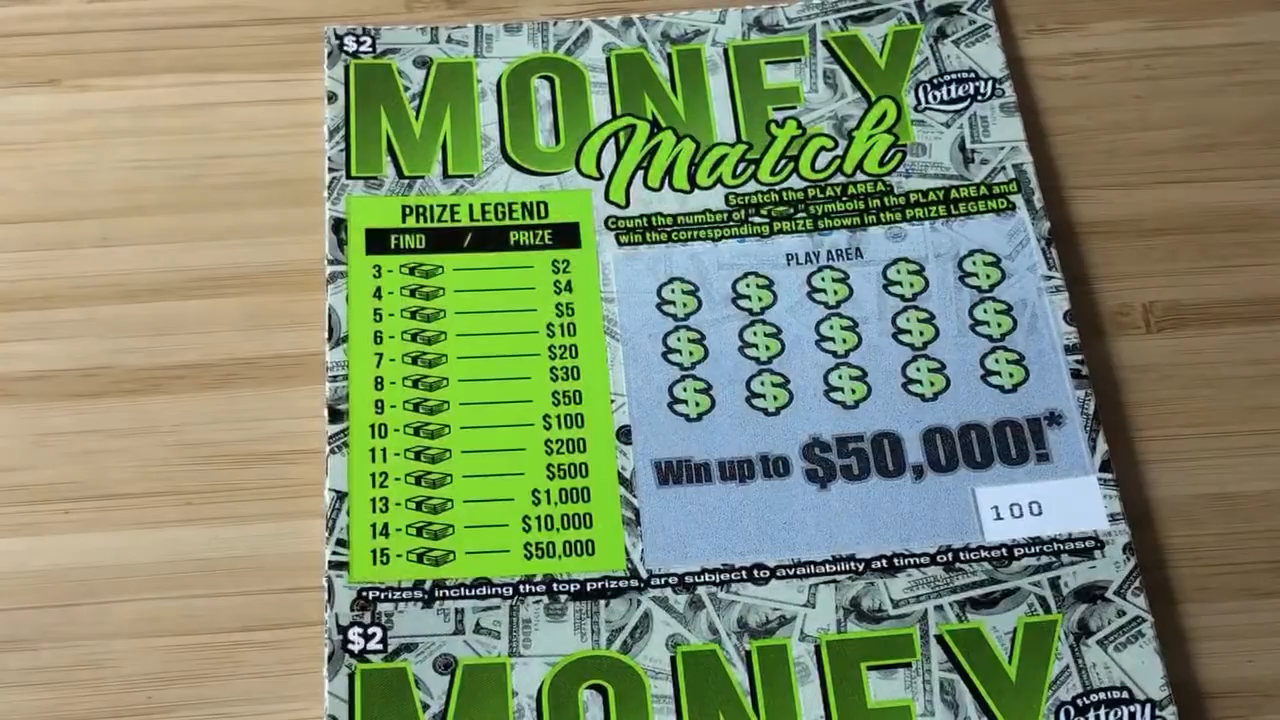 $2
MONEY
Match
FLORIDA
Lottery
Scratch the PLAY AREA.
Count the number of " " symbols in the PLAY AREA and
win the corresponding PRIZE shown in the PRIZE LEGEND.
PRIZE LEGEND
FIND / PRIZE
3 - $2
4 - $4
5 - $5
6 - $10
7 - $20
8 - $30
9 - $50
10 - $100
11 - $200
12 - $500
13 - $1,000
14 - $10,000
15 - $50,000
PLAY AREA
$ $ $ $ $
$ $ $ $ $
$ $ $ $ $
Win up to $50,000!*
100
*Prizes, including the top prizes, are subject to availability at time of ticket purchase.
$2
MONEY
FLORIDA
Lottery